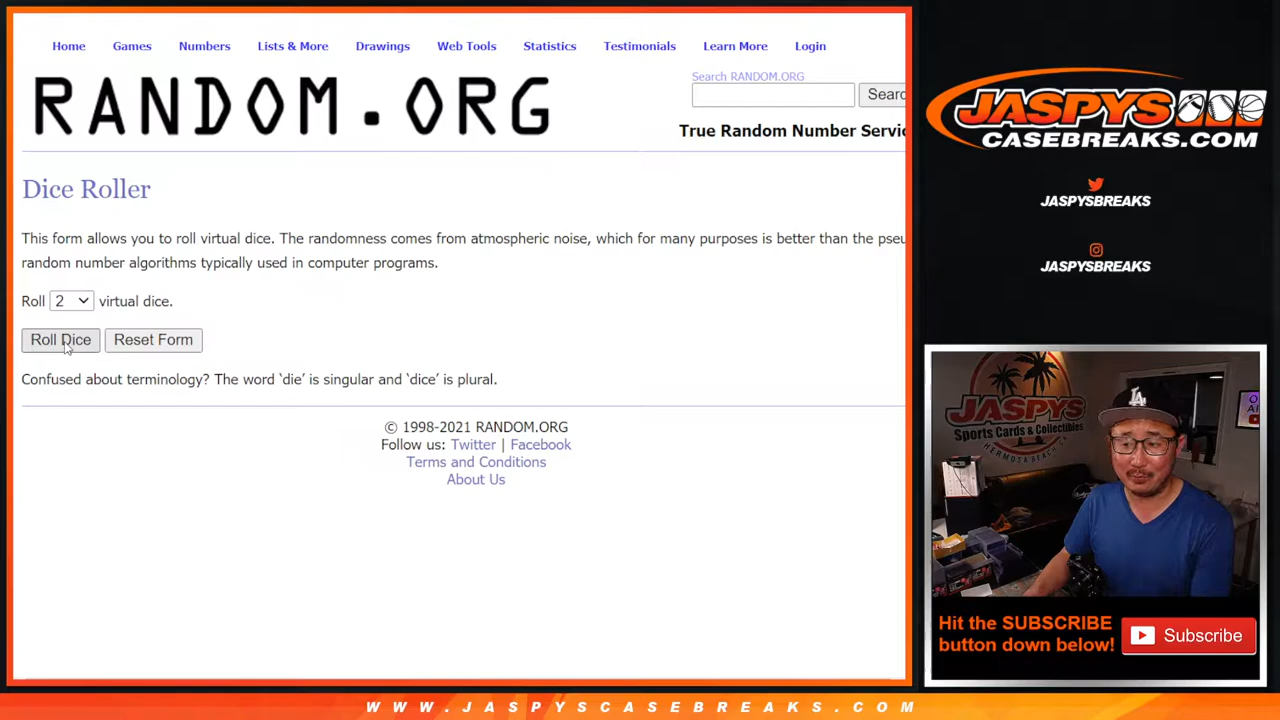 Home Games Numbers Lists & More Drawings Web Tools Statistics Testimonials Learn More Login
RANDOM.ORG
Search RANDOM.ORG
Searc
True Random Number Servic
Dice Roller
This form allows you to roll virtual dice. The randomness comes from atmospheric noise, which for many purposes is better than the pseu
random number algorithms typically used in computer programs.
Roll 2 virtual dice.
Roll Dice Reset Form
Confused about terminology? The word ‘die’ is singular and ‘dice’ is plural.
© 1998-2021 RANDOM.ORG
Follow us: Twitter | Facebook
Terms and Conditions
About Us
JASPYS
CASEBREAKS.COM
JASPYSBREAKS
JASPYSBREAKS
JASPYS
Sports Cards & Collectibles
HERMOSA BEACH
LA
Hit the SUBSCRIBE
button down below!
Subscribe
WWW.JASPYSCASEBREAKS.COM